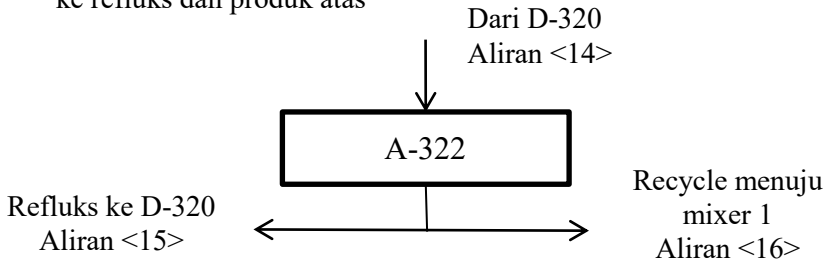 ke refluks dan produk atas
Dari D-320
Aliran <14>
A-322
Refluks ke D-320
Aliran <15>
Recycle menuju
mixer 1
Aliran <16>